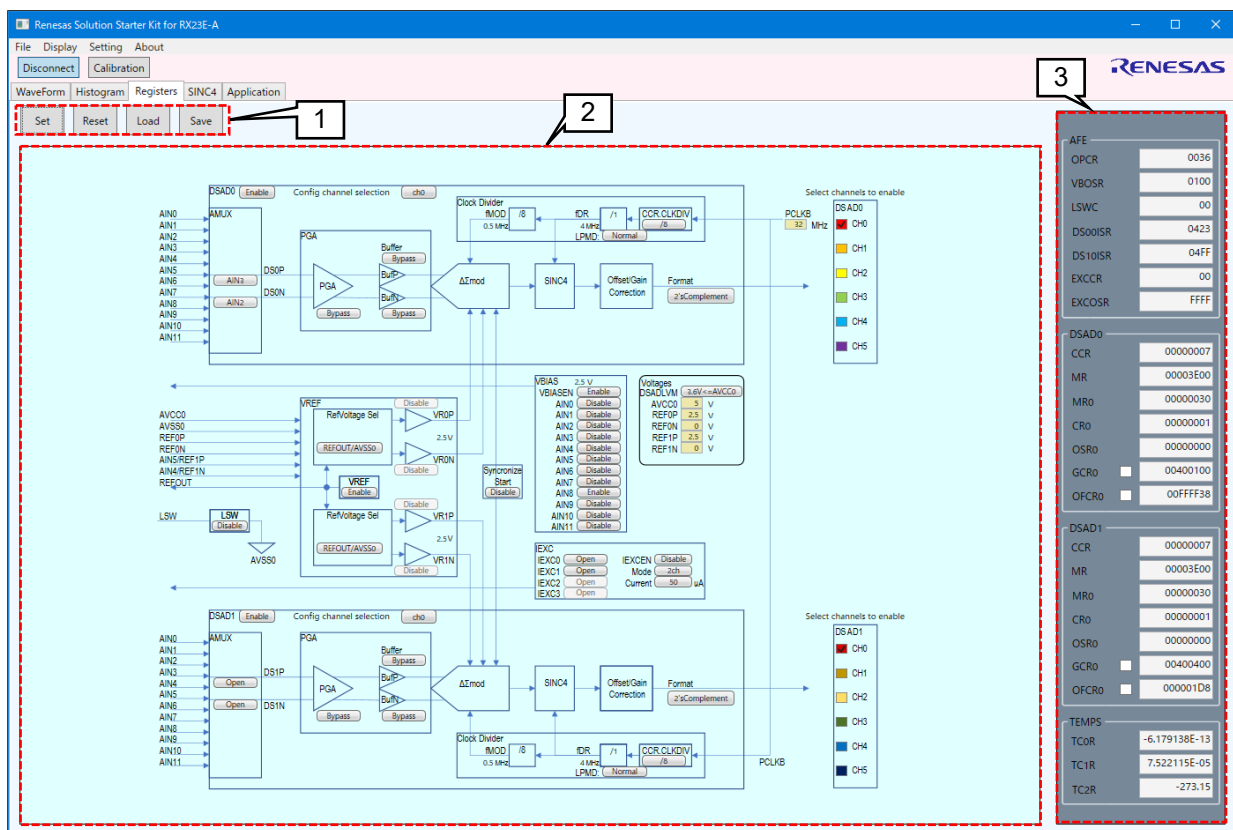 Renesas Solution Starter Kit for RX23E-A
File Display Setting About
Disconnect Calibration
RENESAS
WaveForm Histogram Registers SINC4 Application
Set Reset Load Save
1
2
3
DSAD0 Enable Config channel selection ch0
AIN0
AIN1
AIN2
AIN3
AIN4
AIN5
AIN6
AIN7
AIN8
AIN9
AIN10
AIN11
AMUX
AIN3
AIN2
DS0P
DS0N
PGA
PGA
Bypass
Buffer
Bypass
BufP
BufN
Bypass
Clock Divider
fMOD /8 fDR /1 CCR.CLKDIV
0.5 MHz 4 MHz /8
LPMD: Normal
PCLKB
32 MHz
ΔΣmod
SINC4
Offset/Gain
Correction
Format
2'sComplement
Select channels to enable
DSAD0
CH0
CH1
CH2
CH3
CH4
CH5
AVCC0
AVSS0
REF0P
REF0N
AIN5/REF1P
AIN4/REF1N
REFOUT
LSW
LSW
Disable
AVSS0
VREF
RefVoltage Sel
REFOUT/AVSS0
Disable
VR0P
2.5V
VR0N
Disable
VREF
Enable
RefVoltage Sel
REFOUT/AVSS0
Disable
VR1P
2.5V
VR1N
Disable
Syncronize
Start
Disable
VBIAS 2.5 V
VBIASEN Enable
AIN0 Disable
AIN1 Disable
AIN2 Disable
AIN3 Disable
AIN4 Disable
AIN5 Disable
AIN6 Disable
AIN7 Disable
AIN8 Enable
AIN9 Disable
AIN10 Disable
AIN11 Disable
Voltages
DSADLVM 3.6V<=AVCC0
AVCC0 5 V
REF0P 2.5 V
REF0N 0 V
REF1P 2.5 V
REF1N 0 V
IEXC
IEXC0 Open IEXCEN Disable
IEXC1 Open Mode 2ch
IEXC2 Open Current 50 uA
IEXC3 Open
DSAD1 Enable Config channel selection ch0
AIN0
AIN1
AIN2
AIN3
AIN4
AIN5
AIN6
AIN7
AIN8
AIN9
AIN10
AIN11
AMUX
Open
Open
DS1P
DS1N
PGA
PGA
Bypass
Buffer
Bypass
BufP
BufN
Bypass
ΔΣmod
SINC4
Offset/Gain
Correction
Format
2'sComplement
Clock Divider
fMOD /8 fDR /1 CCR.CLKDIV
0.5 MHz 4 MHz /8
LPMD: Normal
PCLKB
Select channels to enable
DSAD1
CH0
CH1
CH2
CH3
CH4
CH5
AFE
OPCR 0036
VBOSR 0100
LSWC 00
DS00ISR 0423
DS10ISR 04FF
EXCCR 00
EXCOSR FFFF
DSAD0
CCR 00000007
MR 00003E00
MR0 00000030
CR0 00000001
OSR0 00000000
GCR0 00400100
OFCR0 00FFFF38
DSAD1
CCR 00000007
MR 00003E00
MR0 00000030
CR0 00000001
OSR0 00000000
GCR0 00400400
OFCR0 000001D8
TEMPS
TC0R -6.179138E-13
TC1R 7.522115E-05
TC2R -273.15